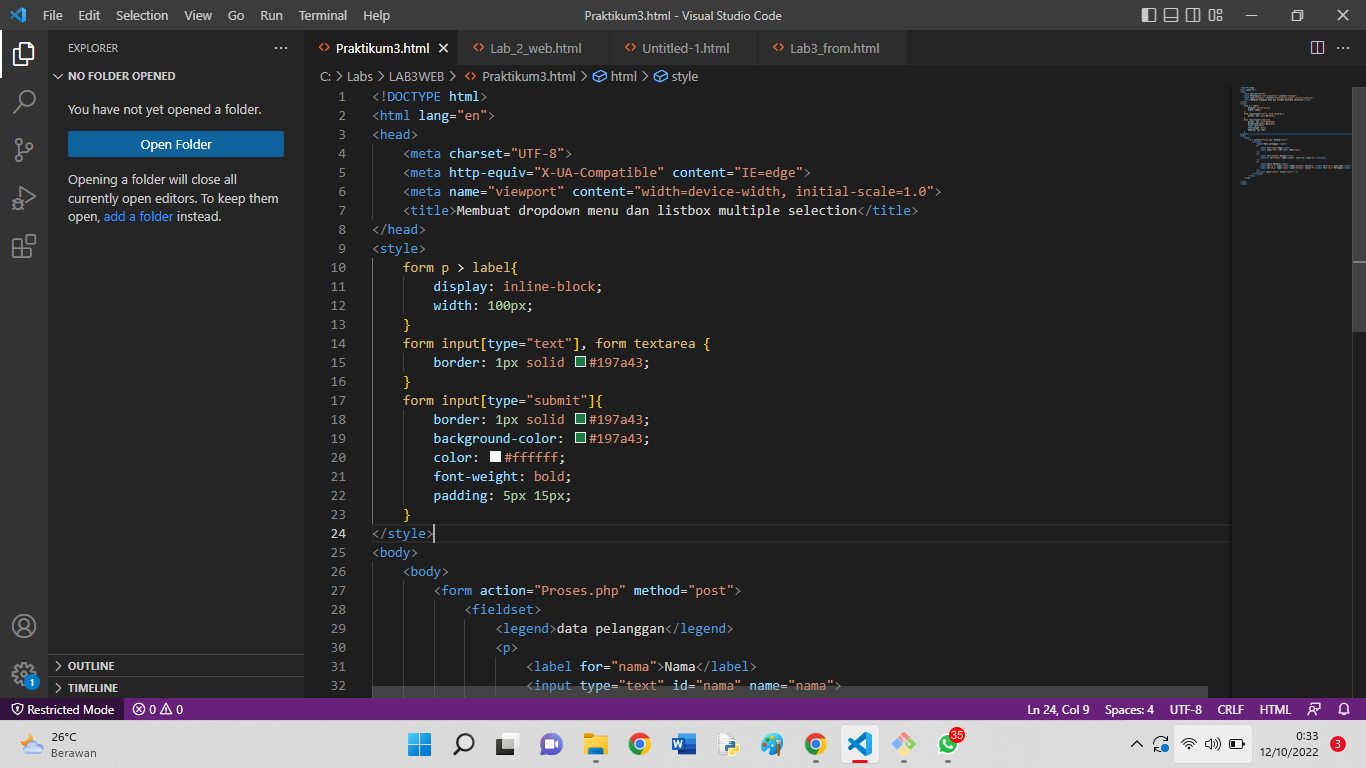 File Edit Selection View Go Run Terminal Help Praktikum3.html - Visual Studio Code
EXPLORER
NO FOLDER OPENED
You have not yet opened a folder.
Open Folder
Opening a folder will close all
currently open editors. To keep them
open, add a folder instead.
OUTLINE
TIMELINE
Praktikum3.html Lab_2_web.html Untitled-1.html Lab3_from.html
C: > Labs > LAB3WEB > Praktikum3.html > html > style
1 <!DOCTYPE html>
2 <html lang="en">
3 <head>
4 <meta charset="UTF-8">
5 <meta http-equiv="X-UA-Compatible" content="IE=edge">
6 <meta name="viewport" content="width=device-width, initial-scale=1.0">
7 <title>Membuat dropdown menu dan listbox multiple selection</title>
8 </head>
9 <style>
10 form p > label{
11 display: inline-block;
12 width: 100px;
13 }
14 form input[type="text"], form textarea {
15 border: 1px solid #197a43;
16 }
17 form input[type="submit"]{
18 border: 1px solid #197a43;
19 background-color: #197a43;
20 color: #ffffff;
21 font-weight: bold;
22 padding: 5px 15px;
23 }
24 </style>
25 <body>
26 <body>
27 <form action="Proses.php" method="post">
28 <fieldset>
29 <legend>data pelanggan</legend>
30 <p>
31 <label for="nama">Nama</label>
32 <input type="text" id="nama" name="nama">
1
Restricted Mode 0 0 Ln 24, Col 9 Spaces: 4 UTF-8 CRLF HTML
26°C
Berawan
35
0:33
12/10/2022
3